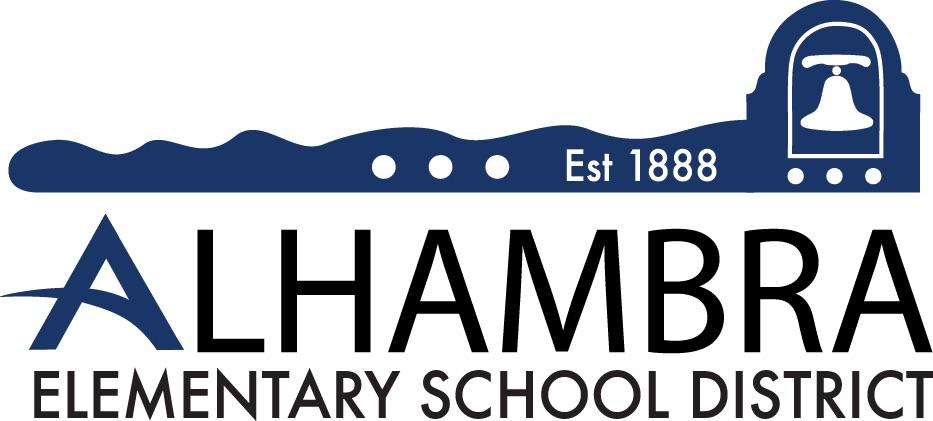 Est 1888
ALHAMBRA
ELEMENTARY SCHOOL DISTRICT